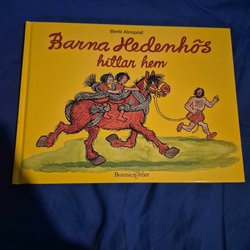 Bertil Almqvist
Barna Hedenhös
hittar hem
BonnierCarlsen